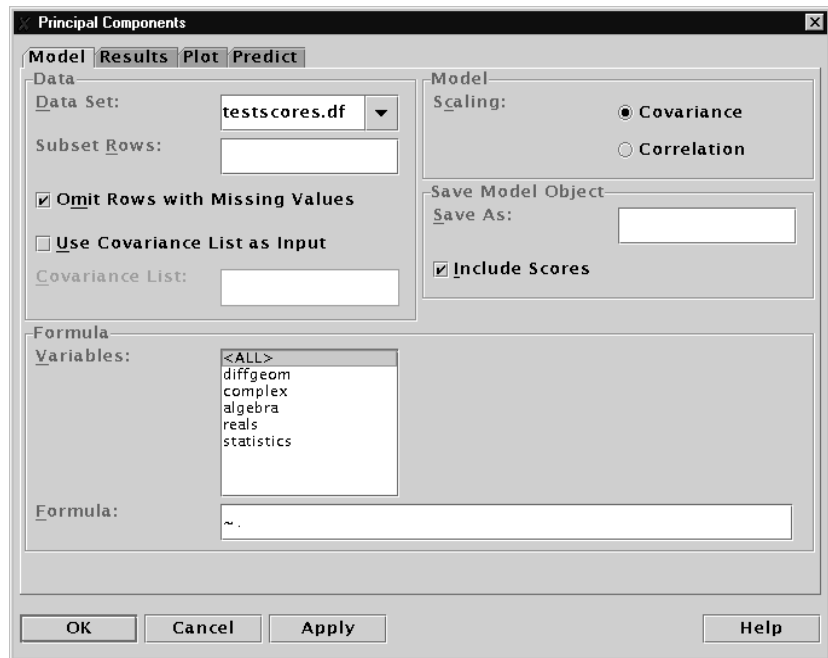 Principal Components
Model Results Plot Predict
Data
Data Set:
testscores.df
Subset Rows:
Omit Rows with Missing Values
Use Covariance List as Input
Covariance List:
Model
Scaling:
Covariance
Correlation
Save Model Object
Save As:
Include Scores
Formula
Variables:
<ALL>
diffgeom
complex
algebra
reals
statistics
Formula:
~.
OK Cancel Apply Help